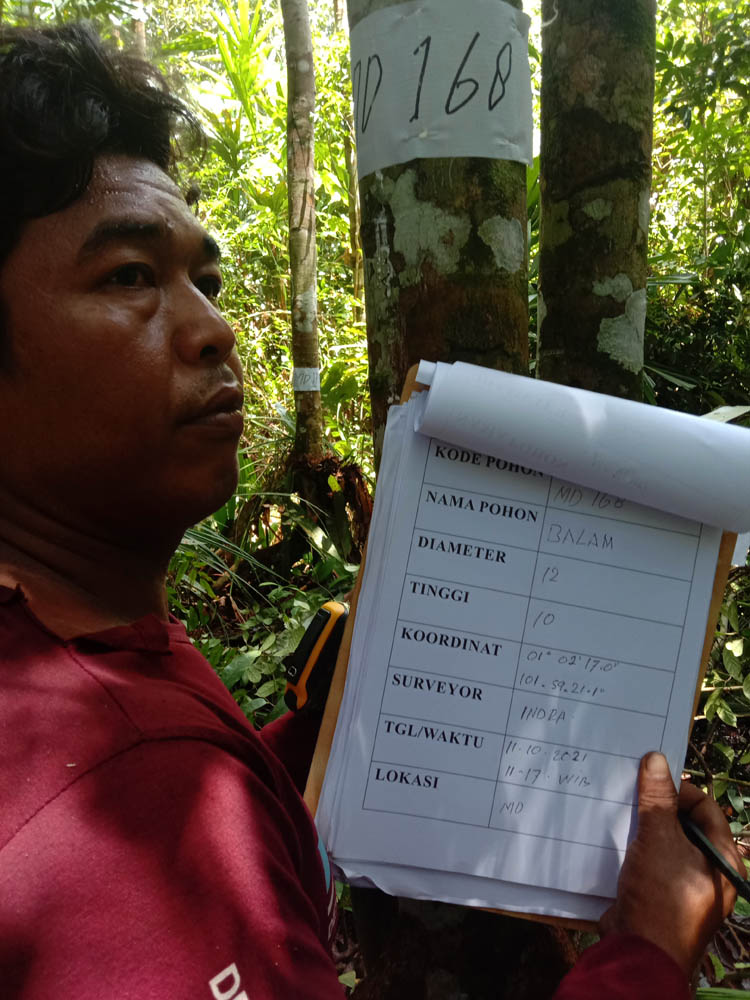 MD 168
KODE POHON MD 168
NAMA POHON BALAM
DIAMETER 12
TINGGI 10
KOORDINAT 01° 02' 17.0"
101.59.21.1"
SURVEYOR INDRA
TGL/WAKTU 11.10.2021
11.17. WIB
LOKASI MD